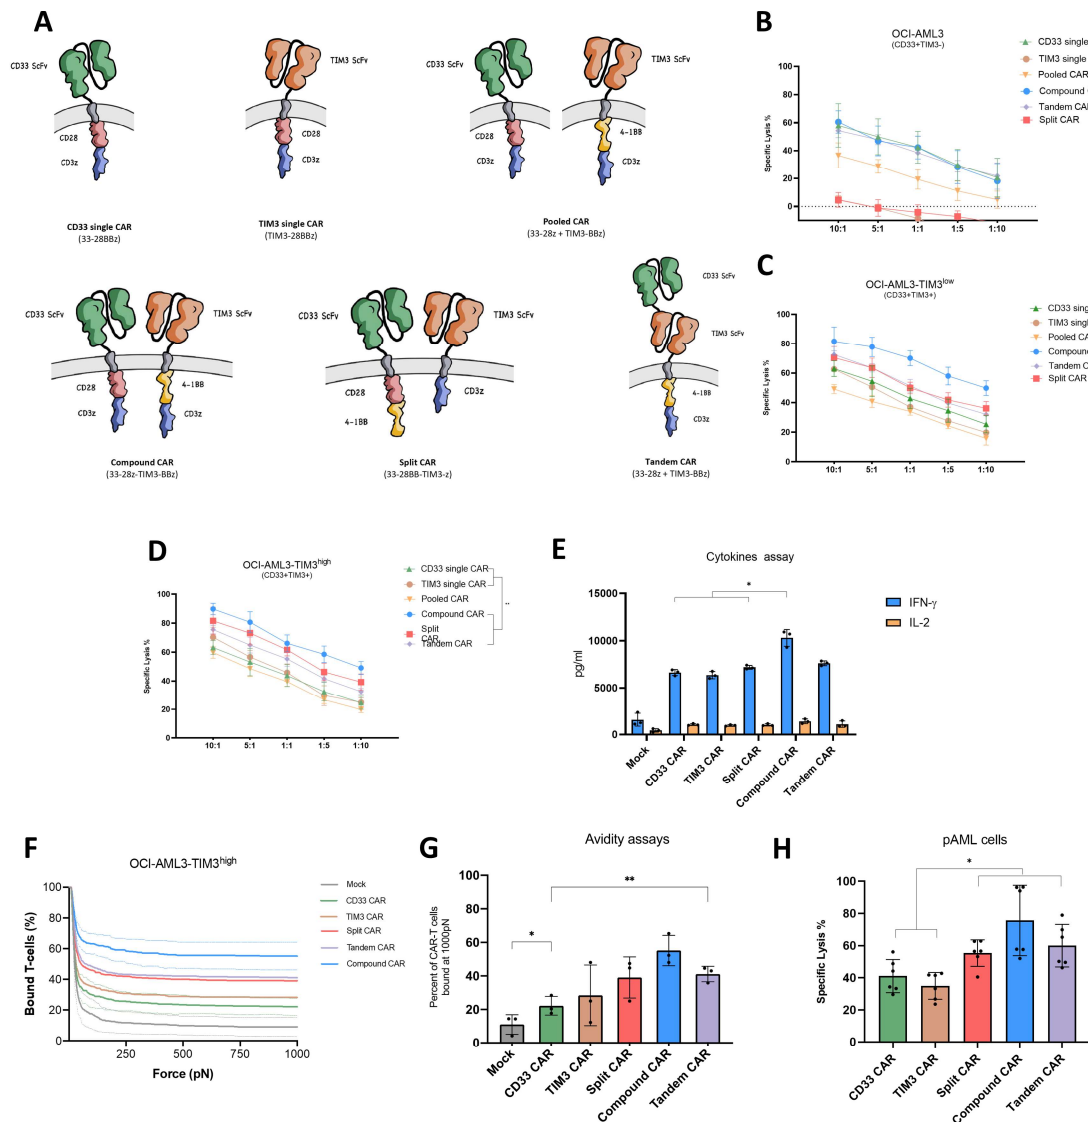 A
CD33 ScFv
CD28
CD3z
CD33 single CAR
(33-28BBz)
TIM3 ScFv
CD28
CD3z
TIM3 single CAR
(TIM3-28BBz)
CD33 ScFv
TIM3 ScFv
CD28
4-1BB
CD3z
CD3z
Pooled CAR
(33-28z + TIM3-BBz)
CD33 ScFv
TIM3 ScFv
CD28
4-1BB
CD3z
CD3z
Compound CAR
(33-28z-TIM3-BBz)
CD33 ScFv
TIM3 ScFv
CD28
CD3z
4-1BB
Split CAR
(33-28BB-TIM3-z)
CD33 ScFv
TIM3 ScFv
4-1BB
CD3z
Tandem CAR
(33-28z + TIM3-BBz)
B
OCI-AML3
(CD33+TIM3-)
CD33 single
TIM3 single
Pooled CAR
Compound C
Tandem CAR
Split CAR
Specific Lysis %
100
80
60
40
20
0
10:1 5:1 1:1 1:5 1:10
C
OCI-AML3-TIM3low
(CD33+TIM3+)
CD33 sing
TIM3 singl
Pooled CA
Compound
Tandem C
Split CAR
Specific Lysis %
100
80
60
40
20
0
10:1 5:1 1:1 1:5 1:10
D
OCI-AML3-TIM3high
(CD33+TIM3+)
CD33 single CAR
TIM3 single CAR
Pooled CAR
Compound CAR
Split
CAR
Tandem CAR
**
Specific Lysis %
100
80
60
40
20
0
10:1 5:1 1:1 1:5 1:10
E
Cytokines assay
*
IFN-γ
IL-2
pg/ml
15000
10000
5000
0
Mock
CD33 CAR
TIM3 CAR
Split CAR
Compound CAR
Tandem CAR
F
OCI-AML3-TIM3high
Mock
CD33 CAR
TIM3 CAR
Split CAR
Tandem CAR
Compound CAR
Bound T-cells (%)
100
80
60
40
20
0
250 500 750 1000
Force (pN)
G
Avidity assays
**
*
Percent of CAR-T cells
bound at 1000pN
100
80
60
40
20
0
Mock
CD33 CAR
TIM3 CAR
Split CAR
Compound CAR
Tandem CAR
H
pAML cells
*
Specific Lysis %
100
80
60
40
20
0
CD33 CAR
TIM3 CAR
Split CAR
Compound CAR
Tandem CAR